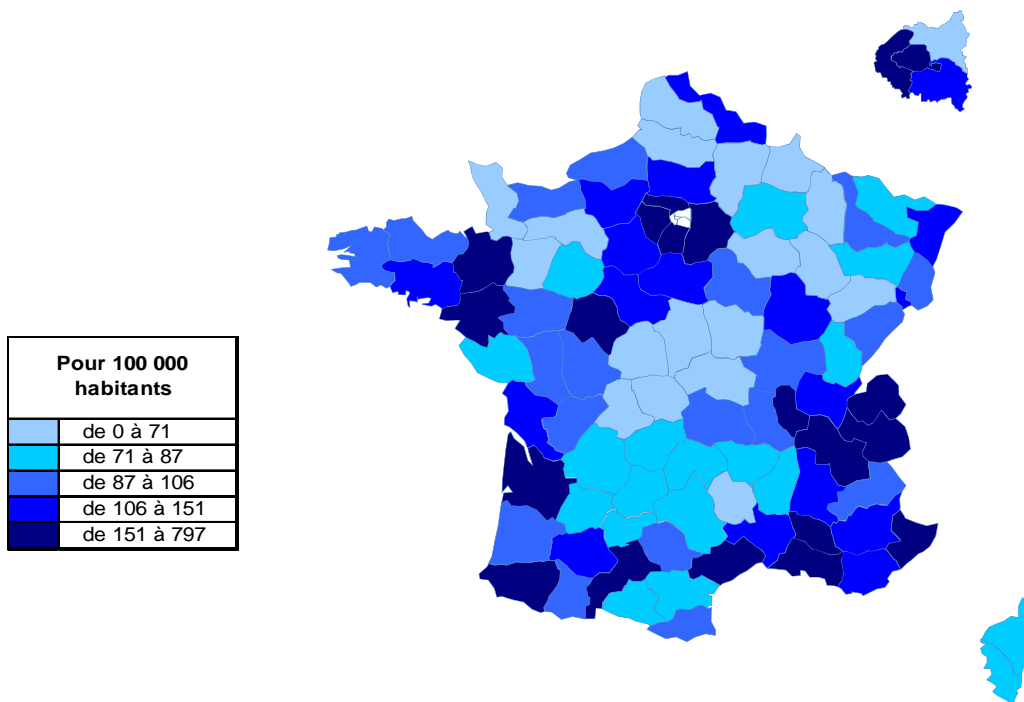 Pour 100 000
habitants
de 0 à 71
de 71 à 87
de 87 à 106
de 106 à 151
de 151 à 797